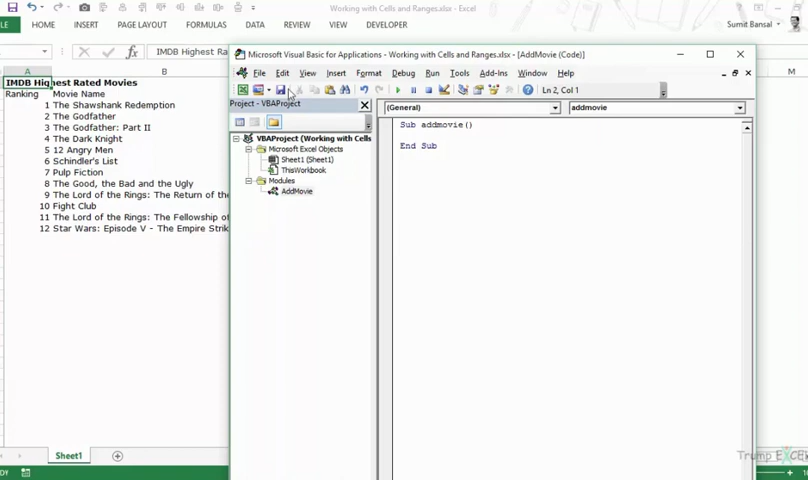 Working with Cells and Ranges.xlsx - Excel
Sumit Bansal
HOME INSERT PAGE LAYOUT FORMULAS DATA REVIEW VIEW DEVELOPER
IMDB Highest Ra
A B M
IMDB Highest Rated Movies
Ranking Movie Name
1 The Shawshank Redemption
2 The Godfather
3 The Godfather: Part II
4 The Dark Knight
5 12 Angry Men
6 Schindler's List
7 Pulp Fiction
8 The Good, the Bad and the Ugly
9 The Lord of the Rings: The Return of the
10 Fight Club
11 The Lord of the Rings: The Fellowship of
12 Star Wars: Episode V - The Empire Strik
Sheet1
Microsoft Visual Basic for Applications - Working with Cells and Ranges.xlsx - [AddMovie (Code)]
File Edit View Insert Format Debug Run Tools Add-Ins Window Help
Ln 2, Col 1
Project - VBAProject
VBAProject (Working with Cells
Microsoft Excel Objects
Sheet1 (Sheet1)
ThisWorkbook
Modules
AddMovie
(General) addmovie
Sub addmovie()
End Sub
Trump EXCEL